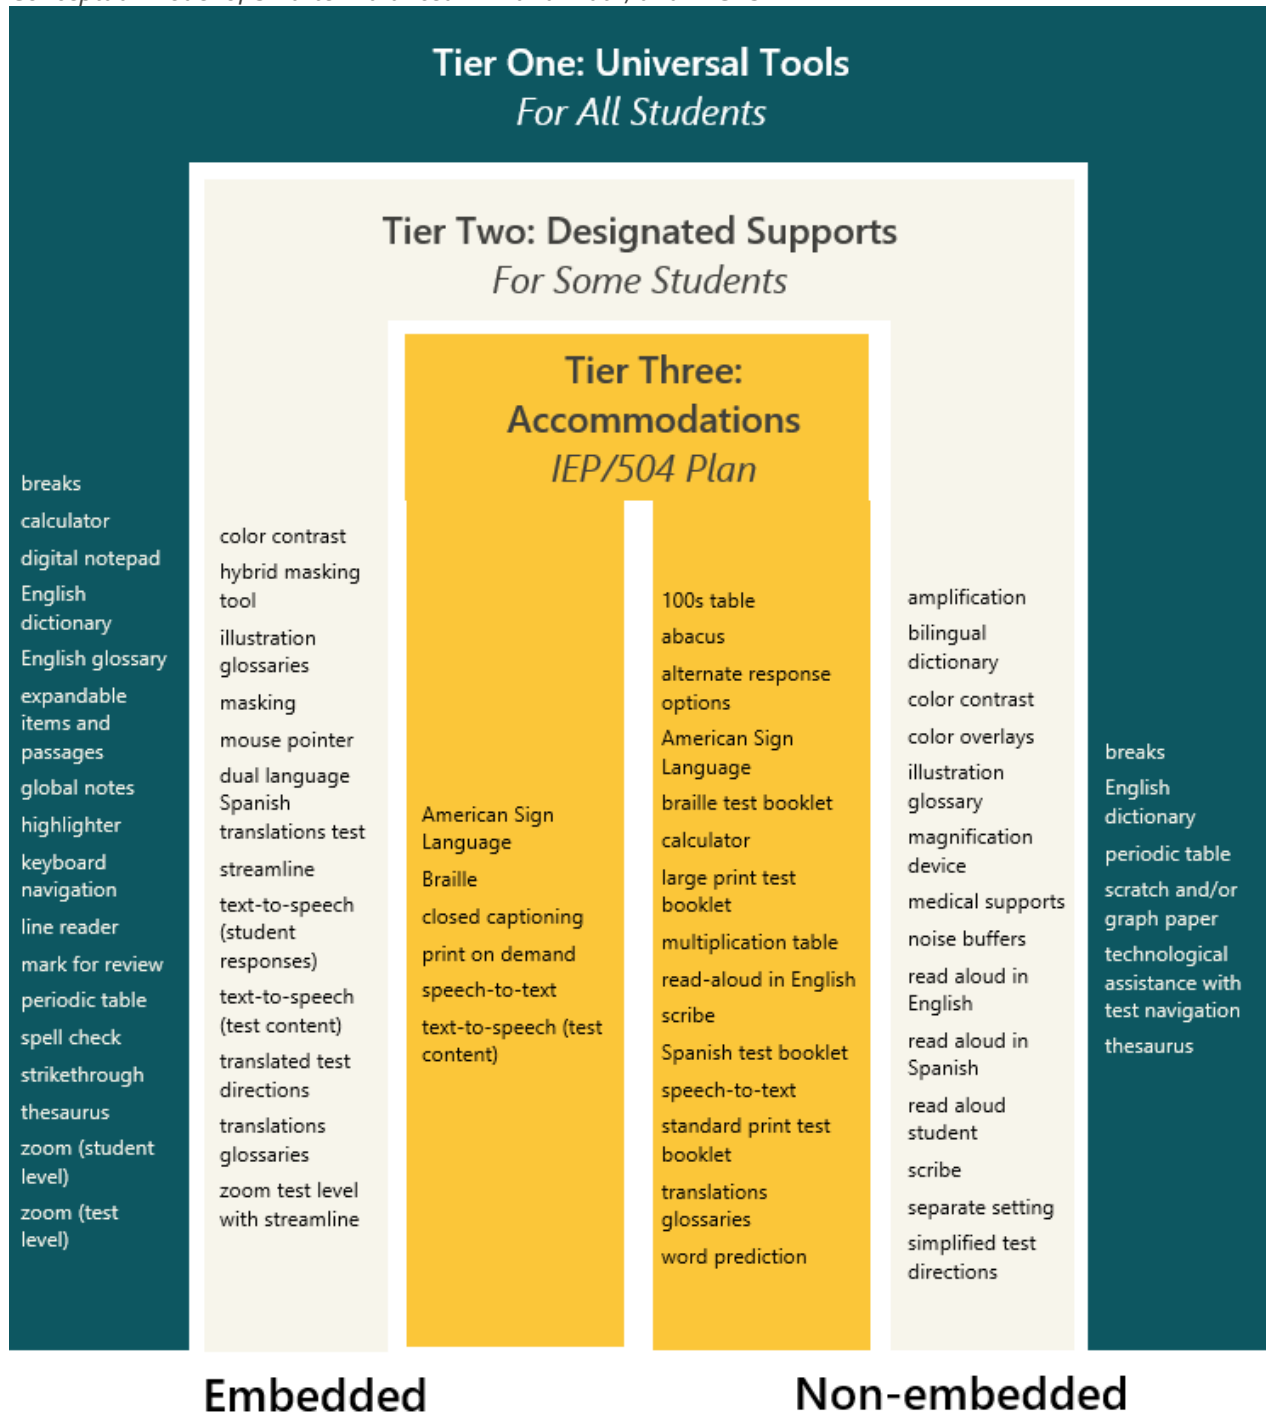 Tier One: Universal Tools
For All Students
Tier Two: Designated Supports
For Some Students
Tier Three:
Accommodations
IEP/504 Plan
breaks
calculator
digital notepad
English
dictionary
English glossary
expandable
items and
passages
global notes
highlighter
keyboard
navigation
line reader
mark for review
periodic table
spell check
strikethrough
thesaurus
zoom (student
level)
zoom (test
level)
color contrast
hybrid masking
tool
illustration
glossaries
masking
mouse pointer
dual language
Spanish
translations test
streamline
text-to-speech
(student
responses)
text-to-speech
(test content)
translated test
directions
translations
glossaries
zoom test level
with streamline
American Sign
Language
Braille
closed captioning
print on demand
speech-to-text
text-to-speech (test
content)
100s table
abacus
alternate response
options
American Sign
Language
braille test booklet
calculator
large print test
booklet
multiplication table
read-aloud in English
scribe
Spanish test booklet
speech-to-text
standard print test
booklet
translations
glossaries
word prediction
amplification
bilingual
dictionary
color contrast
color overlays
illustration
glossary
magnification
device
medical supports
noise buffers
read aloud in
English
read aloud in
Spanish
read aloud
student
scribe
separate setting
simplified test
directions
breaks
English
dictionary
periodic table
scratch and/or
graph paper
technological
assistance with
test navigation
thesaurus
Embedded
Non-embedded